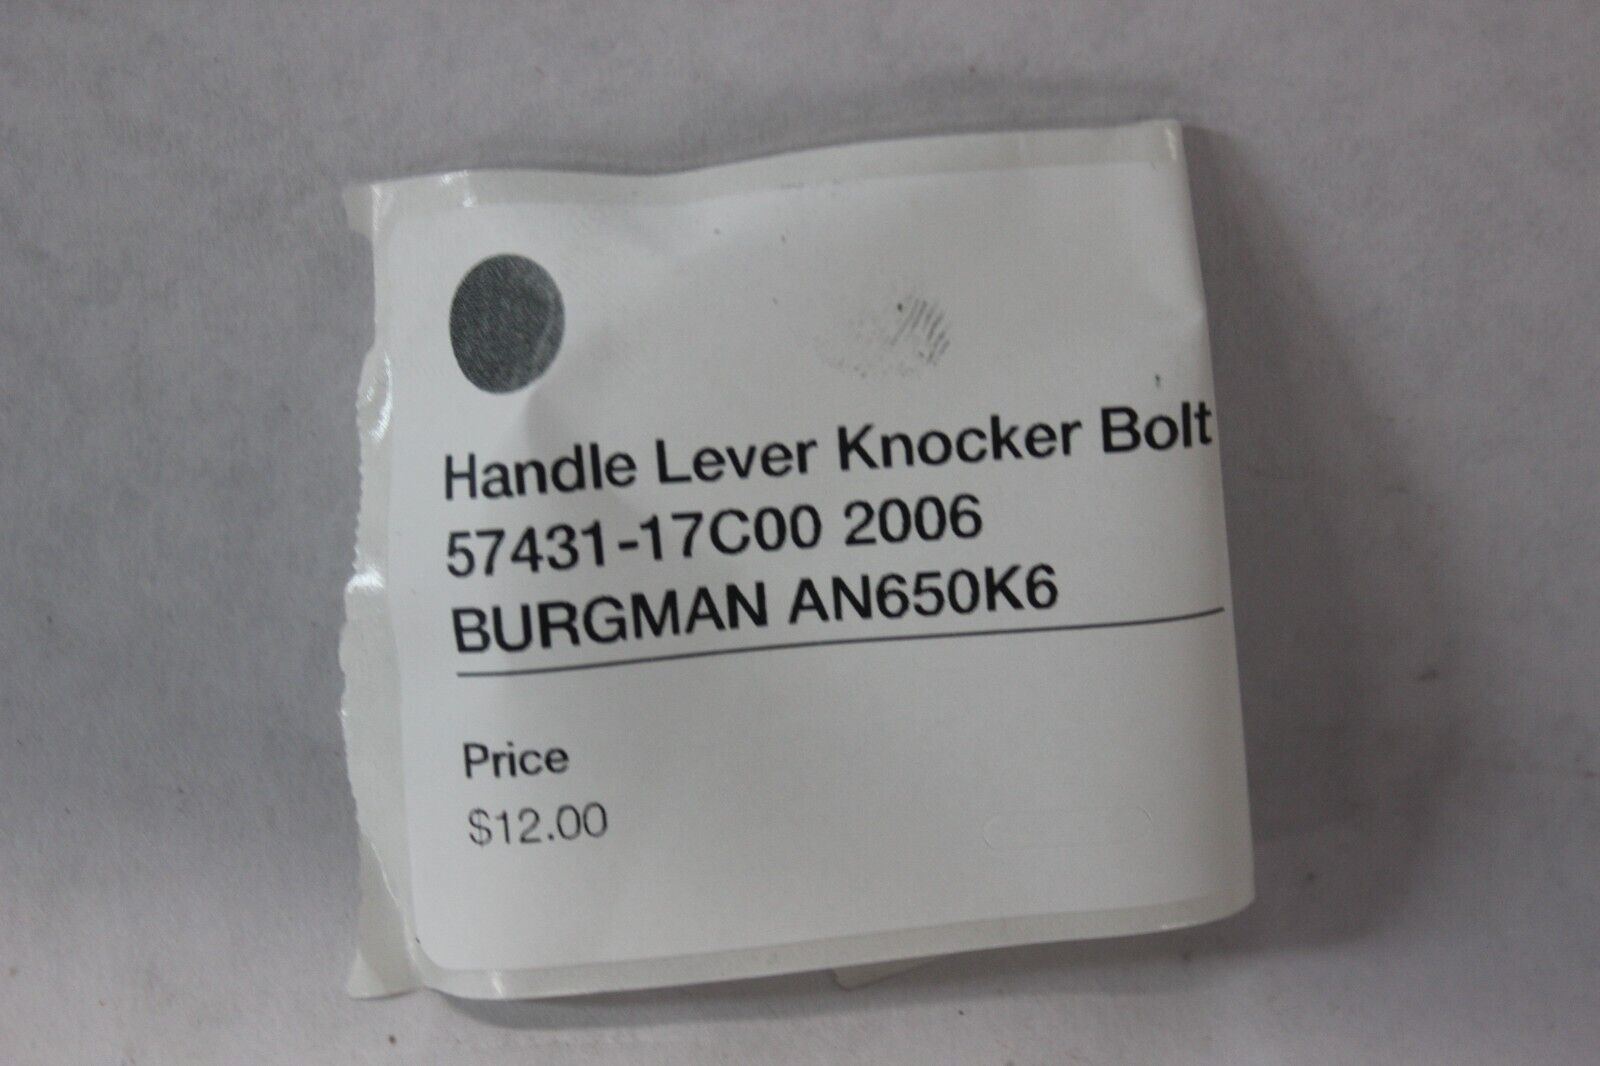 Handle Lever Knocker Bolt
57431-17C00 2006
BURGMAN AN650K6
Price
$12.00